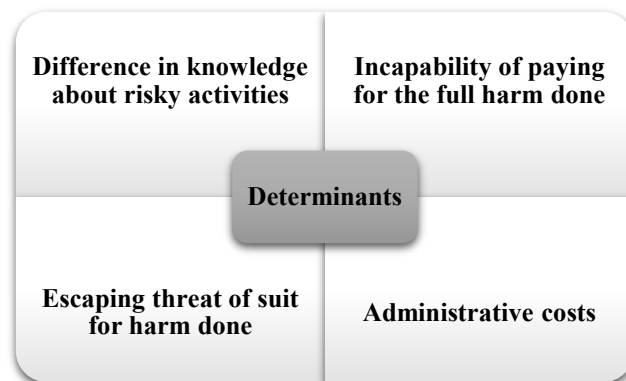 Difference in knowledge
about risky activities
Incapability of paying
for the full harm done
Determinants
Escaping threat of suit
for harm done
Administrative costs